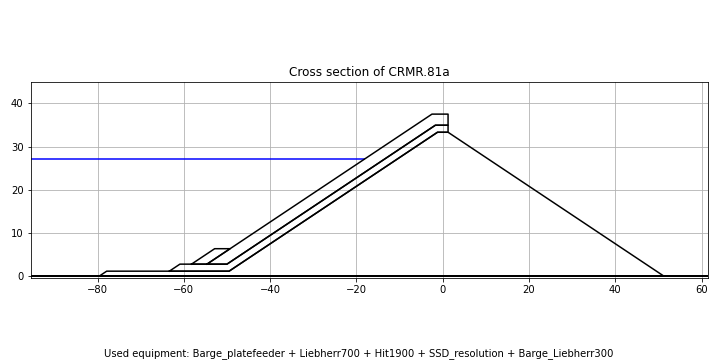 Cross section of CRMR.81a
40
30
20
10
0
−80 −60 −40 −20 0 20 40 60
Used equipment: Barge_platefeeder + Liebherr700 + Hit1900 + SSD_resolution + Barge_Liebherr300